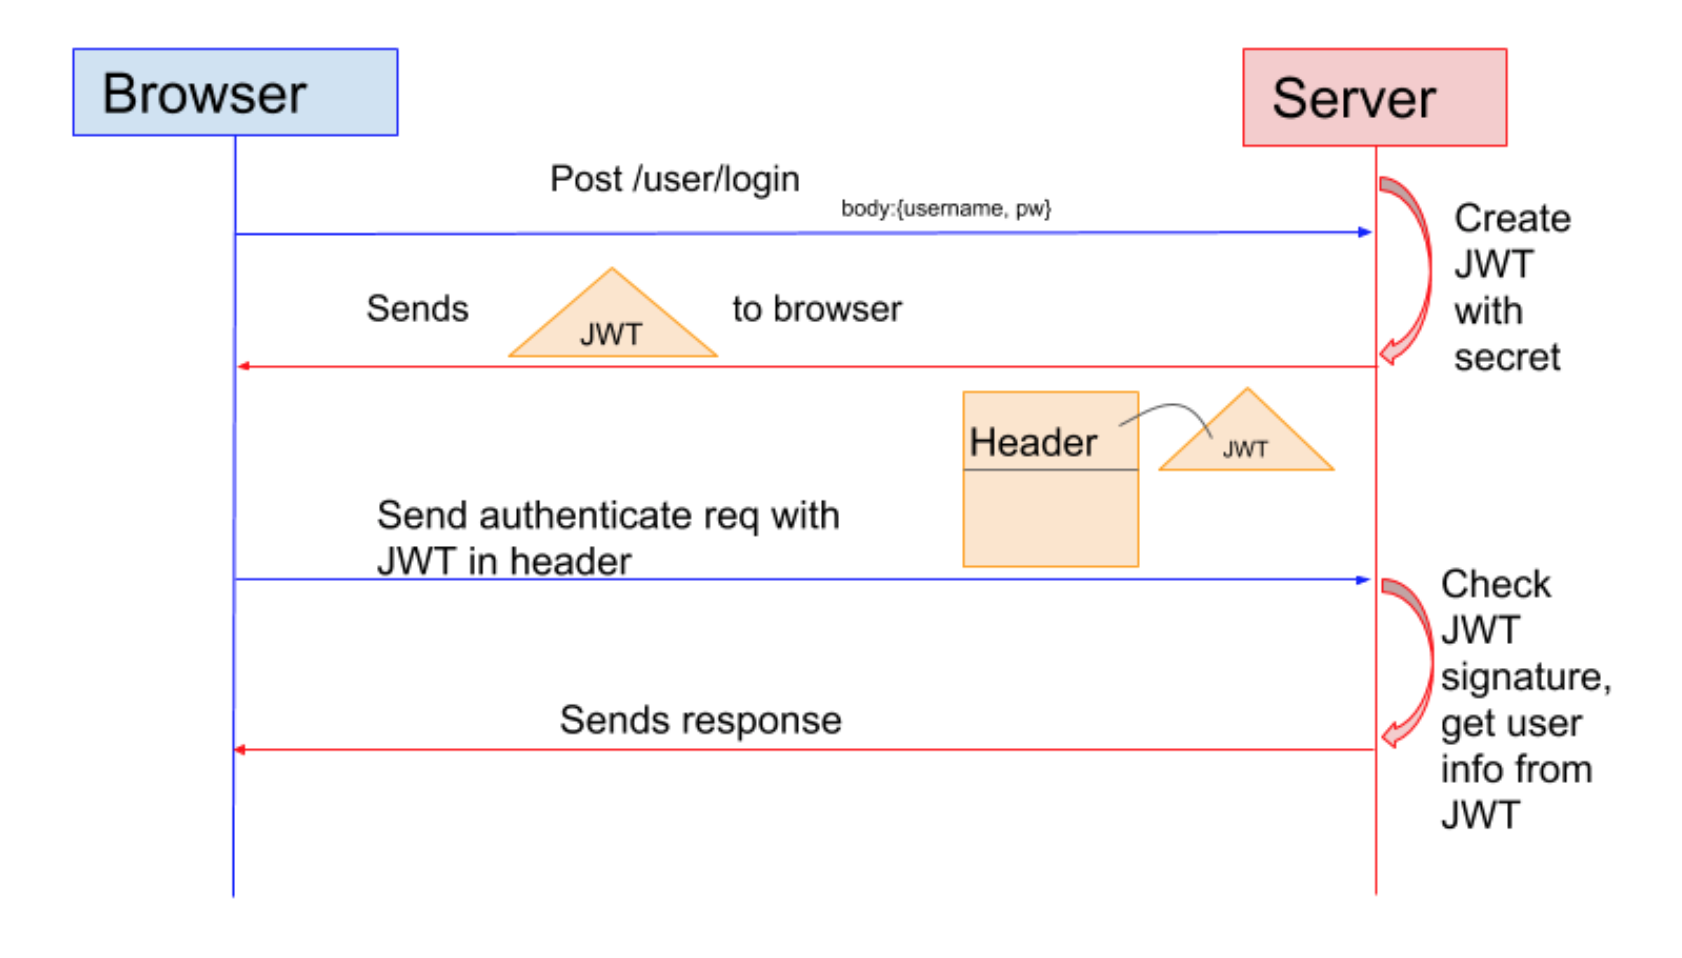 Browser
Server
Post /user/login
body:{username, pw}
Create
JWT
with
secret
Sends
JWT
to browser
Header
JWT
Send authenticate req with
JWT in header
Check
JWT
signature,
get user
info from
JWT
Sends response